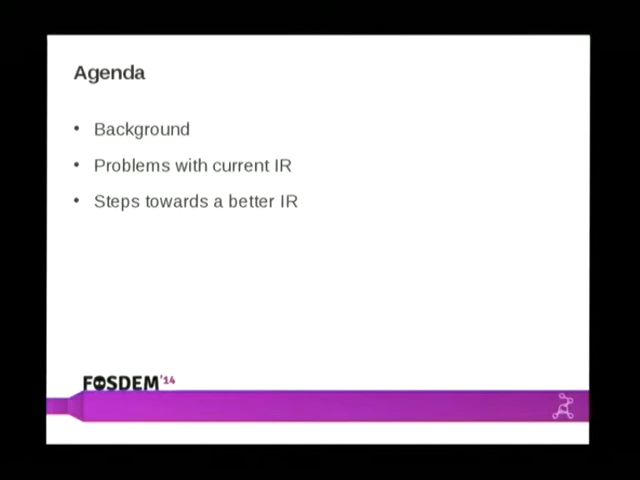 Agenda
• Background
• Problems with current IR
• Steps towards a better IR
FOSDEM'14